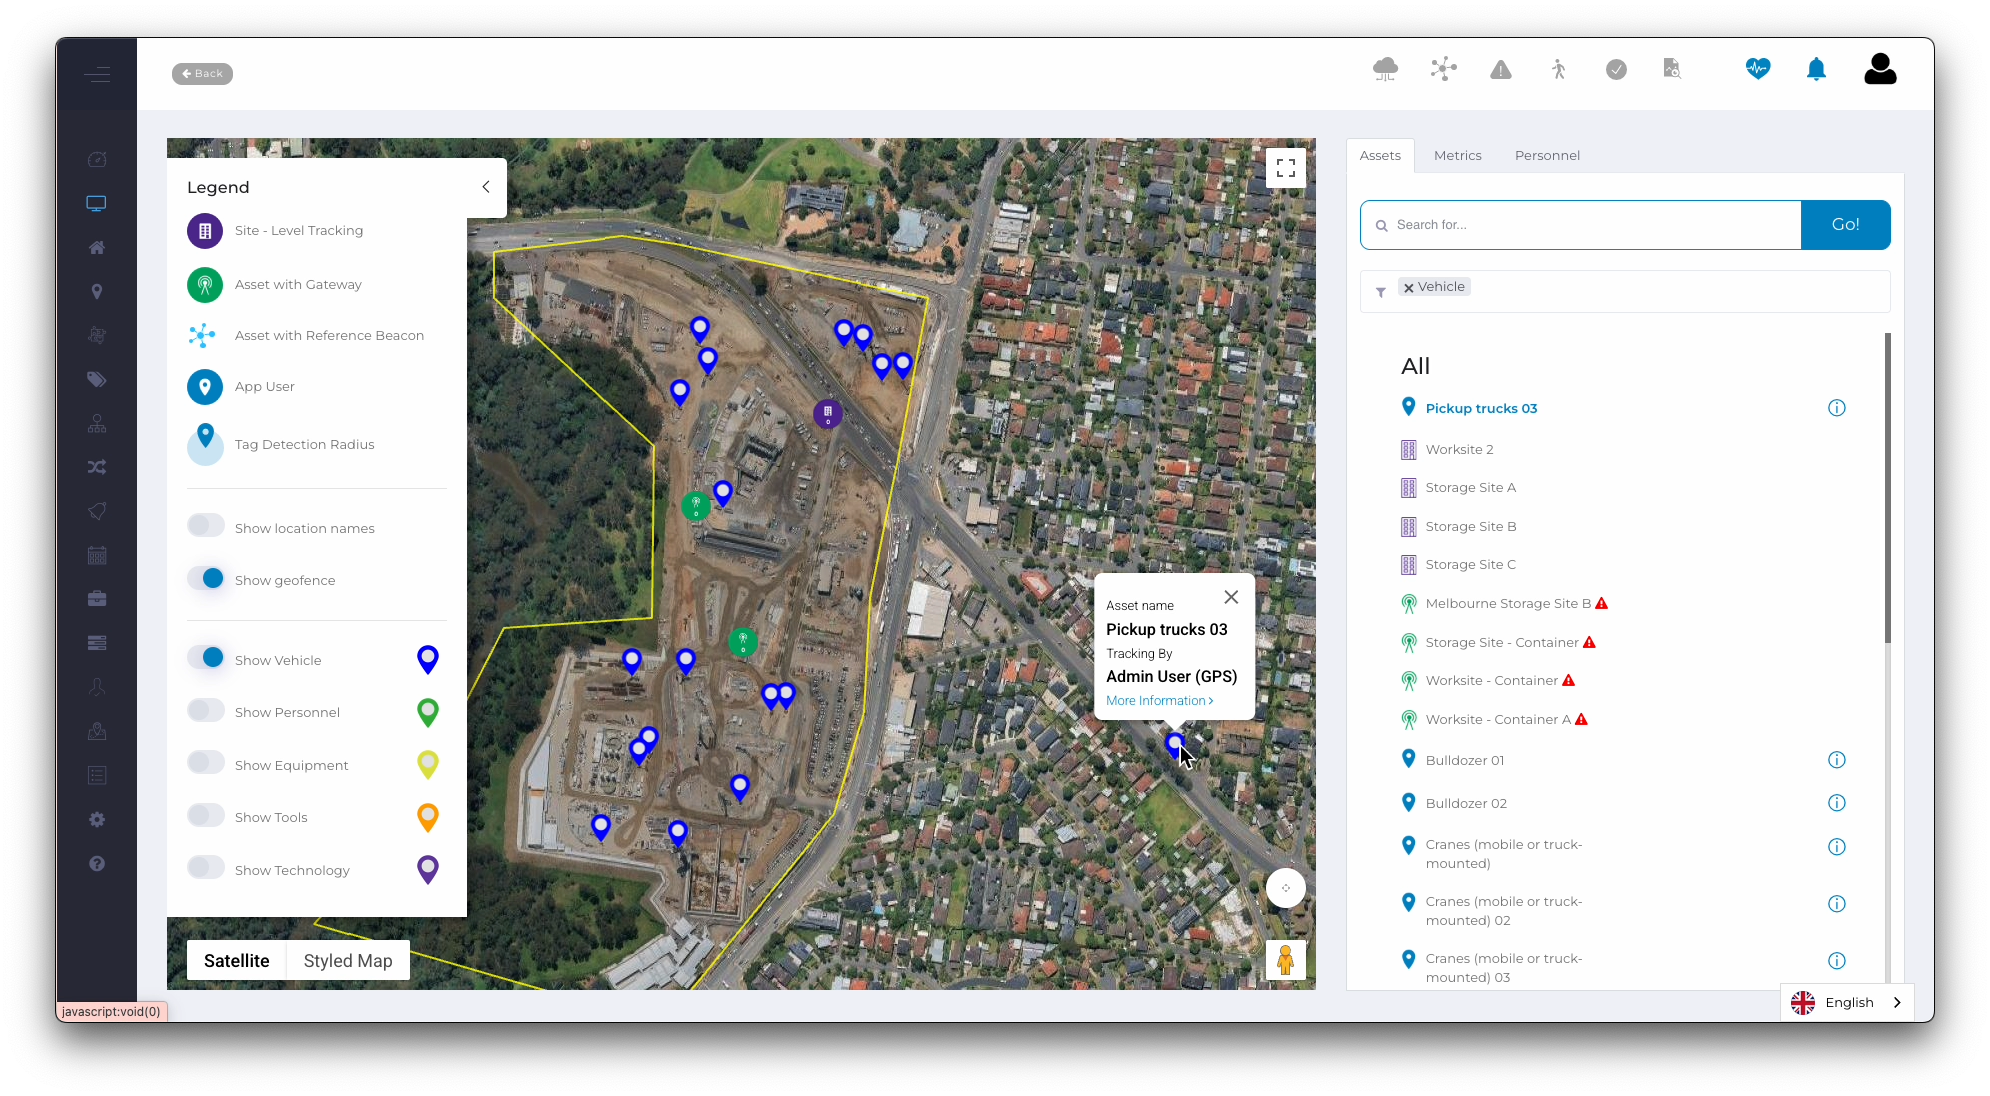 Back
Legend
Site - Level Tracking
Asset with Gateway
Asset with Reference Beacon
App User
Tag Detection Radius
Show location names
Show geofence
Show Vehicle
Show Personnel
Show Equipment
Show Tools
Show Technology
Satellite
Styled Map
0
0
0
Asset name
Pickup trucks 03
Tracking By
Admin User (GPS)
More Information
Assets
Metrics
Personnel
Search for...
Go!
Vehicle
All
Pickup trucks 03
Worksite 2
Storage Site A
Storage Site B
Storage Site C
Melbourne Storage Site B
Storage Site - Container
Worksite - Container
Worksite - Container A
Bulldozer 01
Bulldozer 02
Cranes (mobile or truck-
mounted)
Cranes (mobile or truck-
mounted) 02
Cranes (mobile or truck-
mounted) 03
English
javascript:void(0)